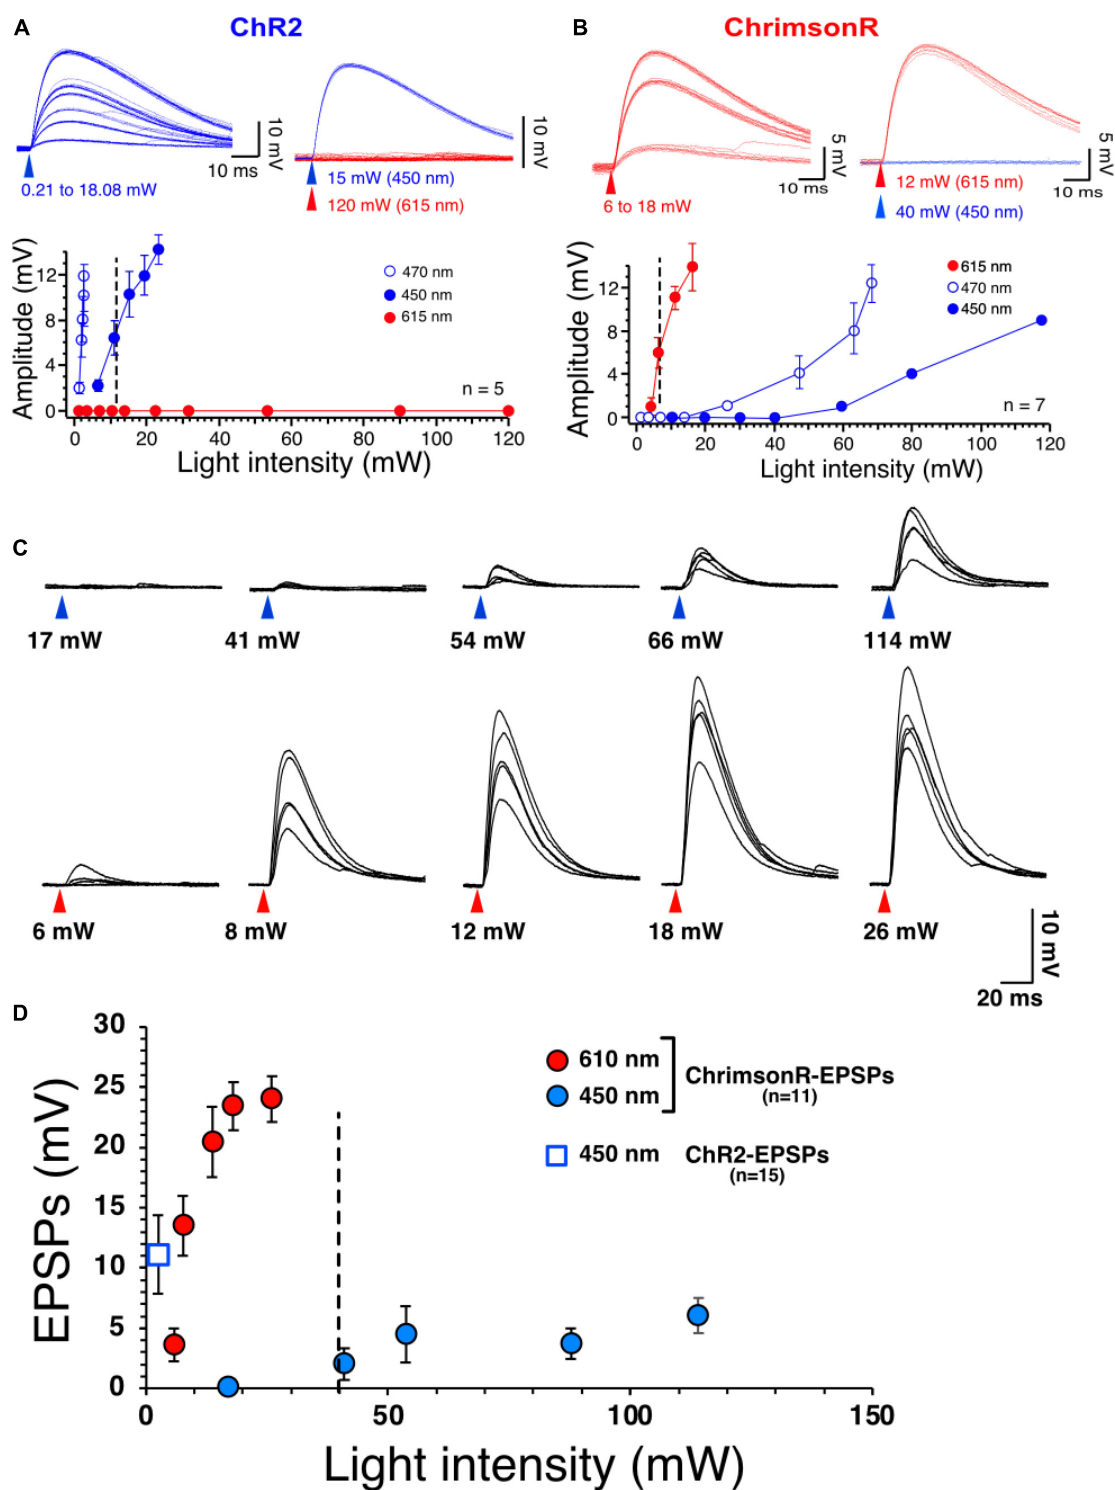 A
ChR2
10 mV
10 ms
0.21 to 18.08 mW
10 mV
15 mW (450 nm)
120 mW (615 nm)
Amplitude (mV)
12
8
4
0
470 nm
450 nm
615 nm
n = 5
0 20 40 60 80 100 120
Light intensity (mW)
B
ChrimsonR
5 mV
10 ms
6 to 18 mW
5 mV
10 ms
12 mW (615 nm)
40 mW (450 nm)
Amplitude (mV)
12
8
4
0
615 nm
470 nm
450 nm
n = 7
0 20 40 60 80 100 120
Light intensity (mW)
C
17 mW 41 mW 54 mW 66 mW 114 mW
6 mW 8 mW 12 mW 18 mW 26 mW
10 mV
20 ms
D
EPSPs (mV)
30
25
20
15
10
5
0
610 nm
450 nm
ChrimsonR-EPSPs
(n=11)
450 nm
ChR2-EPSPs
(n=15)
0 50 100 150
Light intensity (mW)